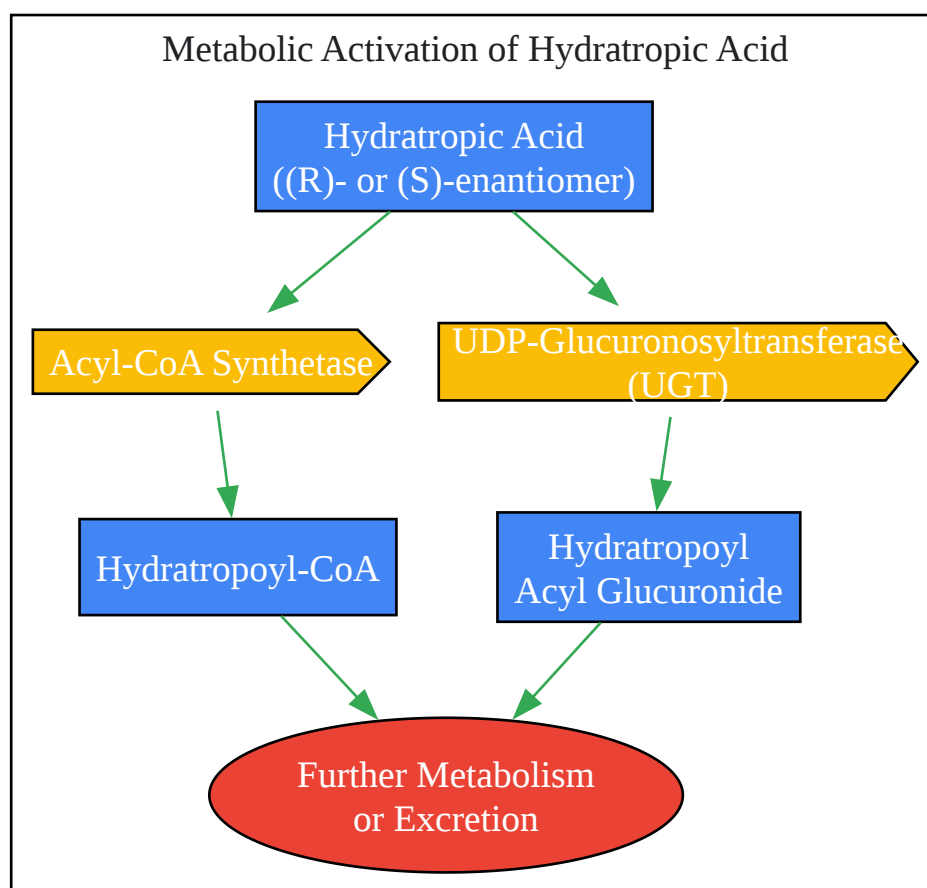 Metabolic Activation of Hydratropic Acid
Hydratropic Acid
((R)- or (S)-enantiomer)
Acyl-CoA Synthetase
UDP-Glucuronosyltransferase
(UGT)
Hydratropoyl-CoA
Hydratropoyl
Acyl Glucuronide
Further Metabolism
or Excretion